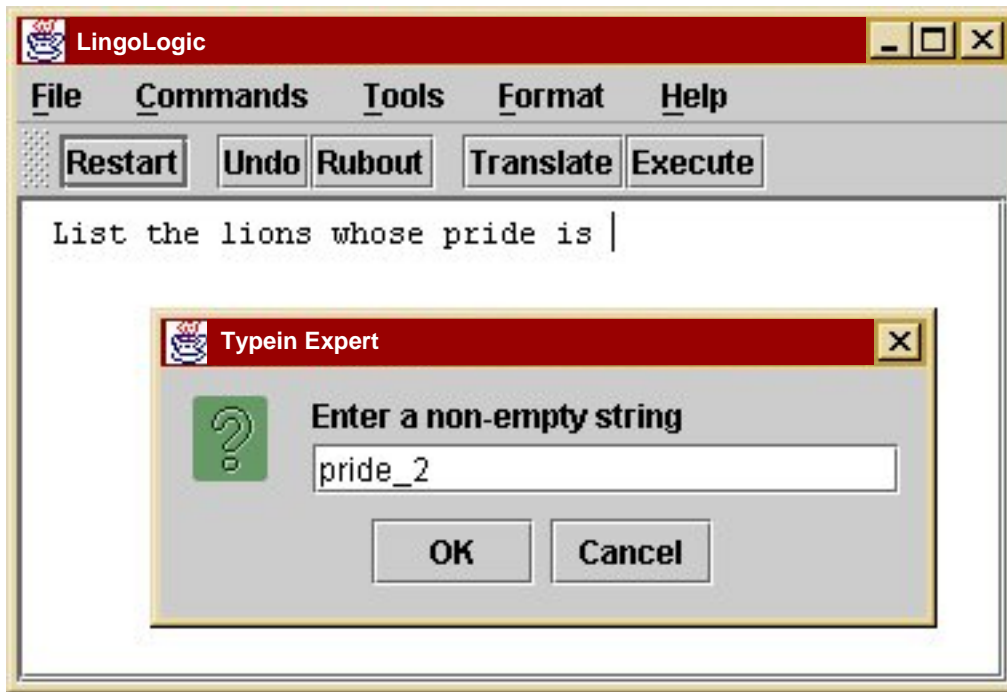 LingoLogic
File Commands Tools Format Help
Restart Undo Rubout Translate Execute
List the lions whose pride is
Typein Expert
Enter a non-empty string
pride_2
OK Cancel